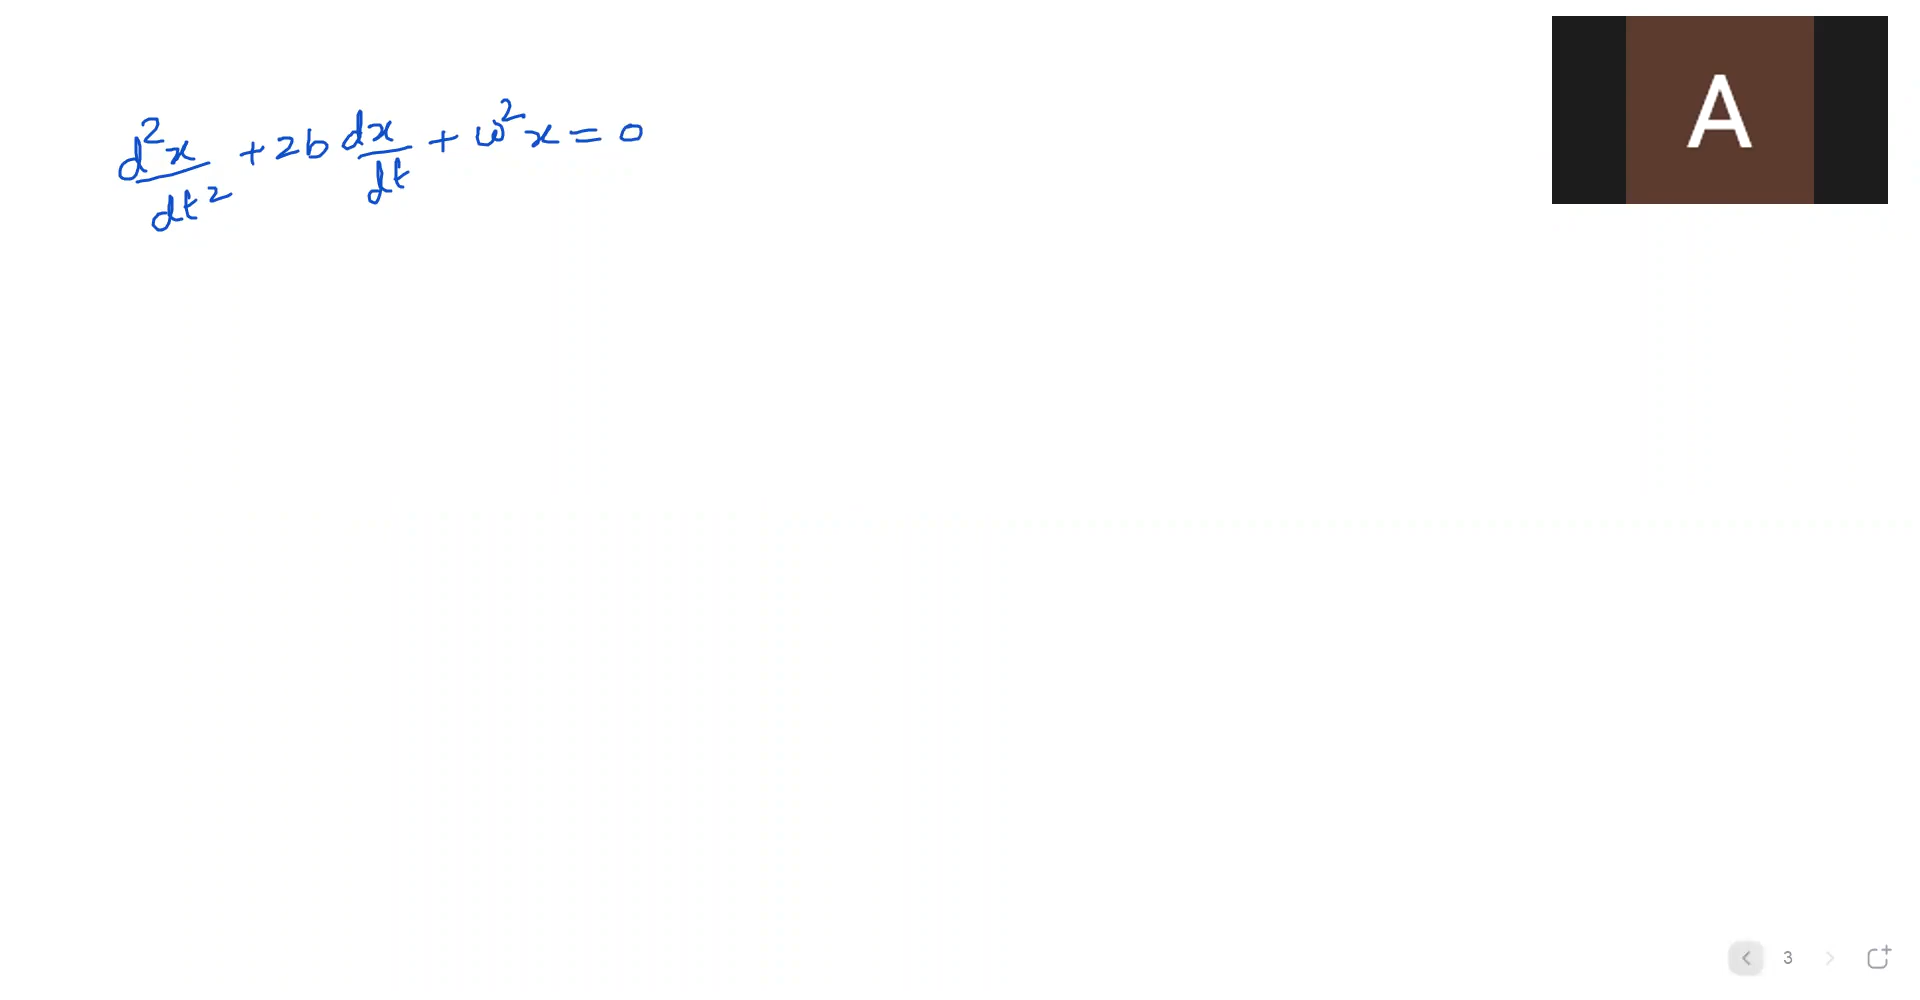 d²x/dt² + 2b dx/dt + ω²x = 0
A
3